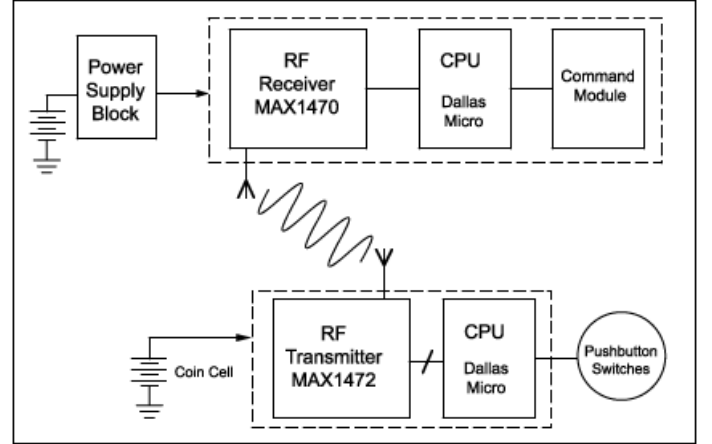 Power
Supply
Block
RF
Receiver
MAX1470
CPU
Dallas
Micro
Command
Module
Coin Cell
RF
Transmitter
MAX1472
CPU
Dallas
Micro
Pushbutton
Switches